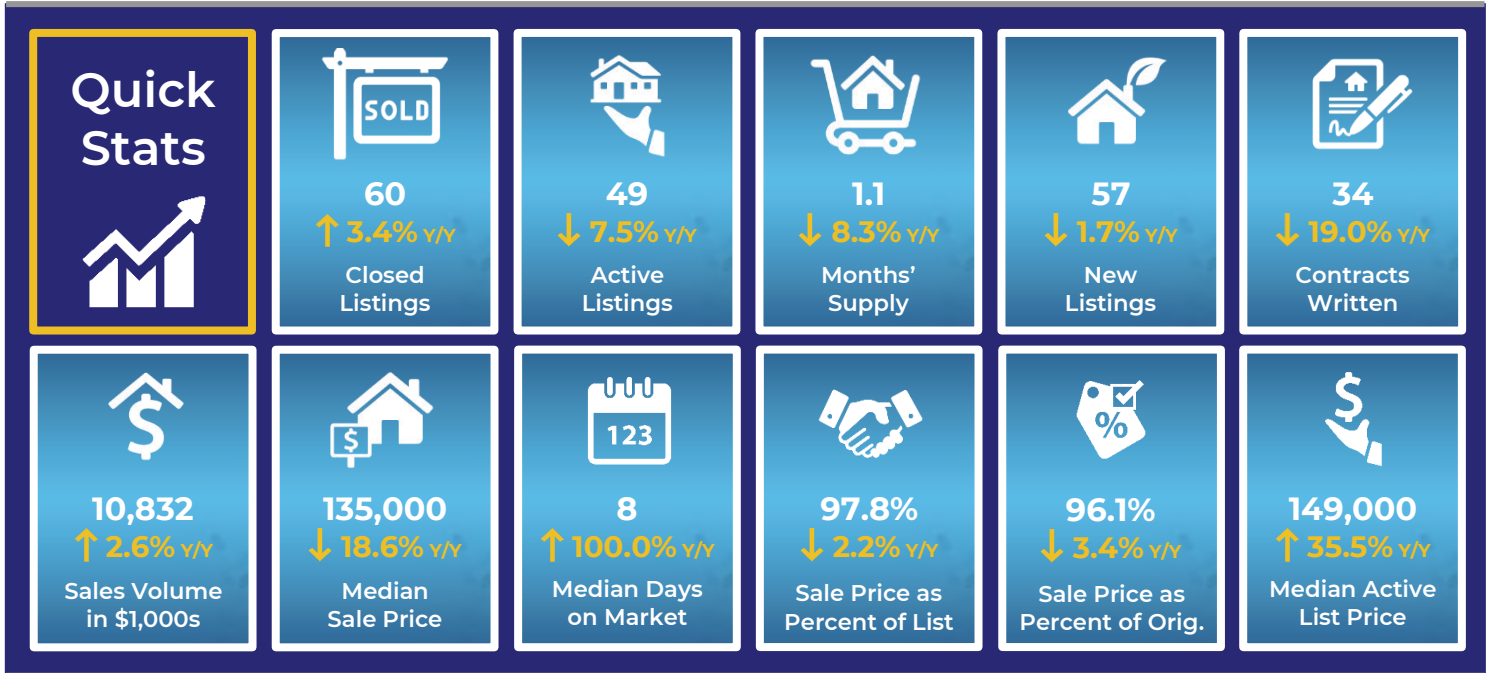 Quick
Stats
SOLD
60
↑ 3.4% Y/Y
Closed
Listings
49
↓ 7.5% Y/Y
Active
Listings
1.1
↓ 8.3% Y/Y
Months’
Supply
57
↓ 1.7% Y/Y
New
Listings
34
↓ 19.0% Y/Y
Contracts
Written
$
10,832
↑ 2.6% Y/Y
Sales Volume
in $1,000s
$
135,000
↓ 18.6% Y/Y
Median
Sale Price
123
8
↑ 100.0% Y/Y
Median Days
on Market
97.8%
↓ 2.2% Y/Y
Sale Price as
Percent of List
%
96.1%
↓ 3.4% Y/Y
Sale Price as
Percent of Orig.
$
149,000
↑ 35.5% Y/Y
Median Active
List Price